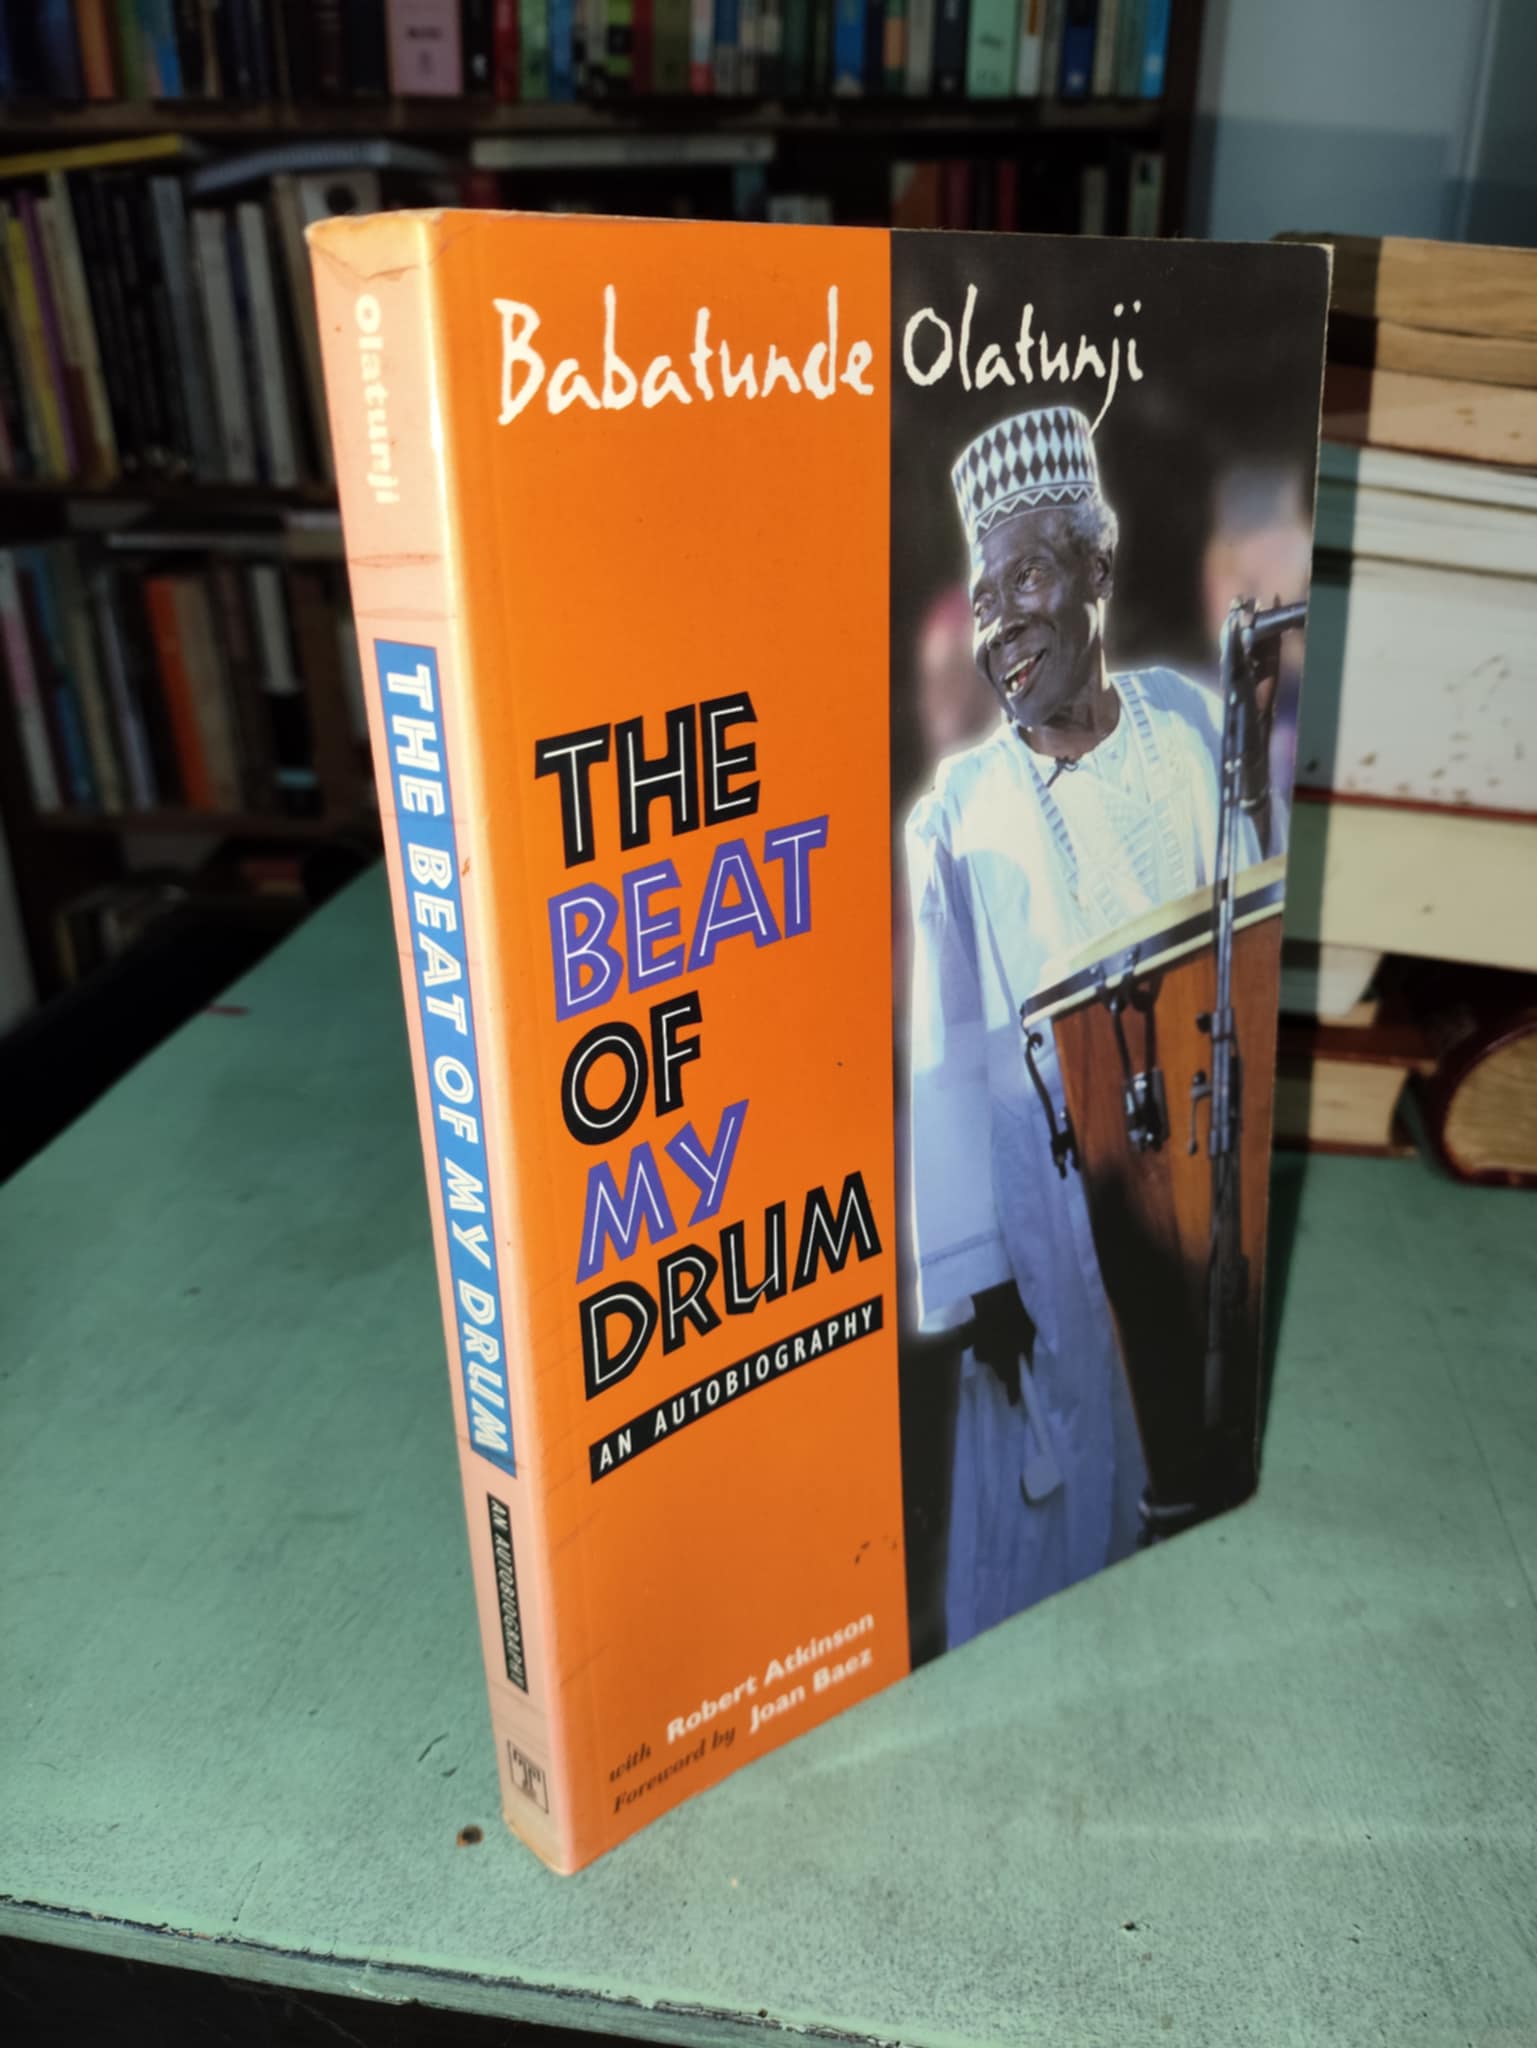 Olatunji
THE BEAT OF MY DRUM
AN AUTOBIOGRAPHY
Babatunde Olatunji
THE
BEAT
OF
MY
DRUM
AN AUTOBIOGRAPHY
with Robert Atkinson
Foreword by Joan Baez